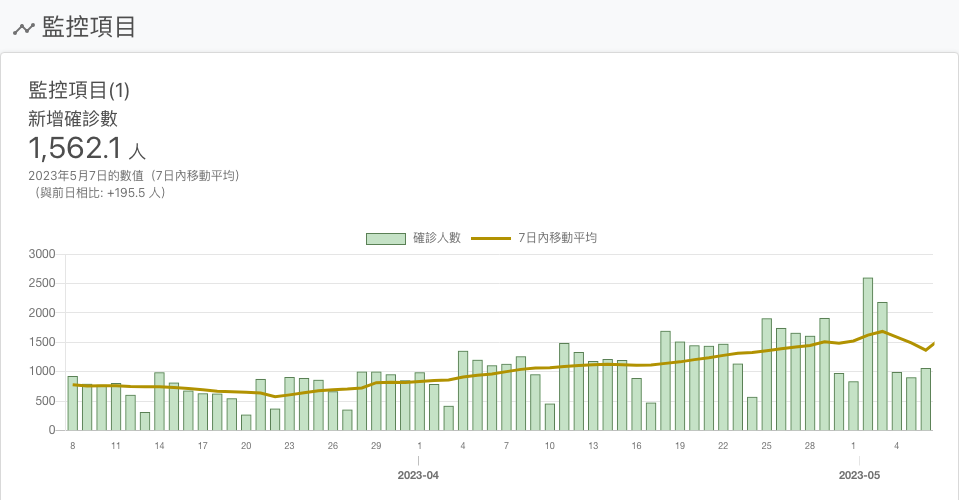 監控項目
監控項目(1)
新增確診數
1,562.1 人
2023年5月7日的數值（7日內移動平均）
（與前日相比: +195.5 人）
確診人數 7日內移動平均
3000
2500
2000
1500
1000
500
0
8 11 14 17 20 23 26 29 1 4 7 10 13 16 19 22 25 28 1 4
2023-04 2023-05